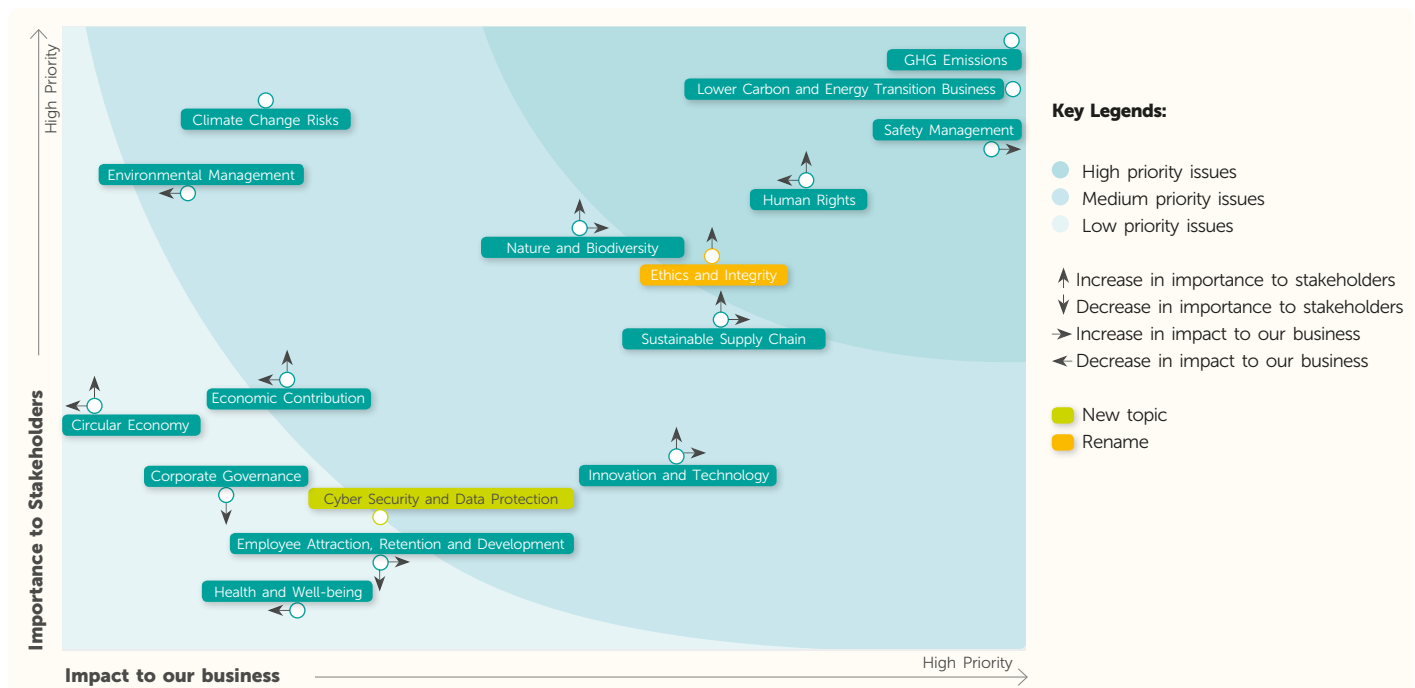 High Priority
Importance to Stakeholders
GHG Emissions
Lower Carbon and Energy Transition Business
Climate Change Risks
Safety Management
Environmental Management
Human Rights
Nature and Biodiversity
Ethics and Integrity
Sustainable Supply Chain
Economic Contribution
Circular Economy
Corporate Governance
Innovation and Technology
Cyber Security and Data Protection
Employee Attraction, Retention and Development
Health and Well-being
High Priority
Impact to our business
Key Legends:
High priority issues
Medium priority issues
Low priority issues
Increase in importance to stakeholders
Decrease in importance to stakeholders
Increase in impact to our business
Decrease in impact to our business
New topic
Rename